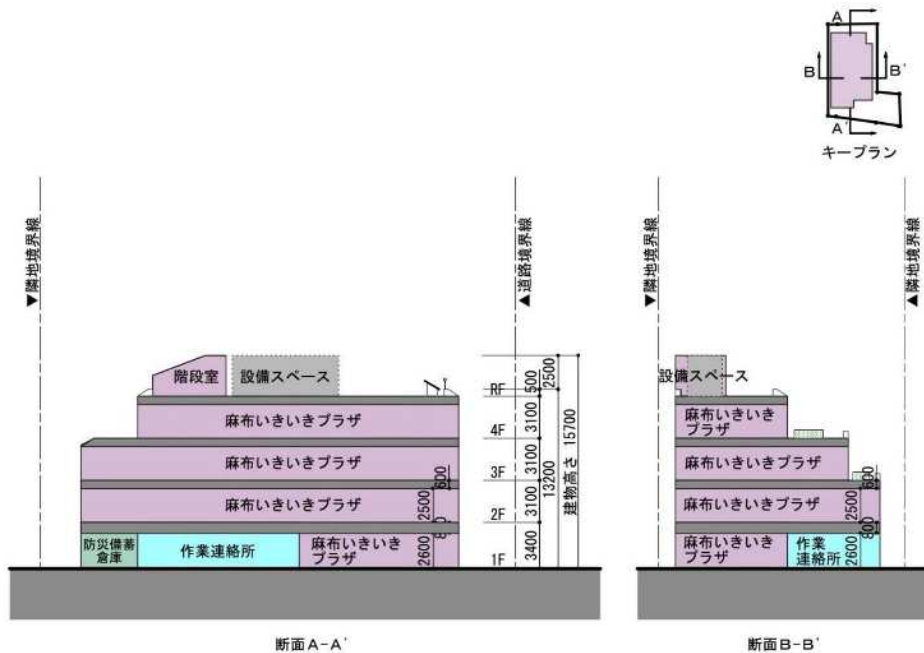 A
B
B'
A'
キープラン
▼隣地境界線
▲道路境界線
階段室
設備スペース
麻布いきいきプラザ
麻布いきいきプラザ
麻布いきいきプラザ
防災備蓄
倉庫
作業連絡所
麻布いきいき
プラザ
600
2500
2600
RF
4F
3F
2F
1F
500
2500
3100
3100
3100
3400
13200
建物高さ 15700
断面A-A'
▼隣地境界線
▲隣地境界線
設備スペース
麻布いきいき
プラザ
麻布いきいきプラザ
麻布いきいきプラザ
麻布いきいき
プラザ
作業
連絡所
600
2500
800
2600
断面B-B'